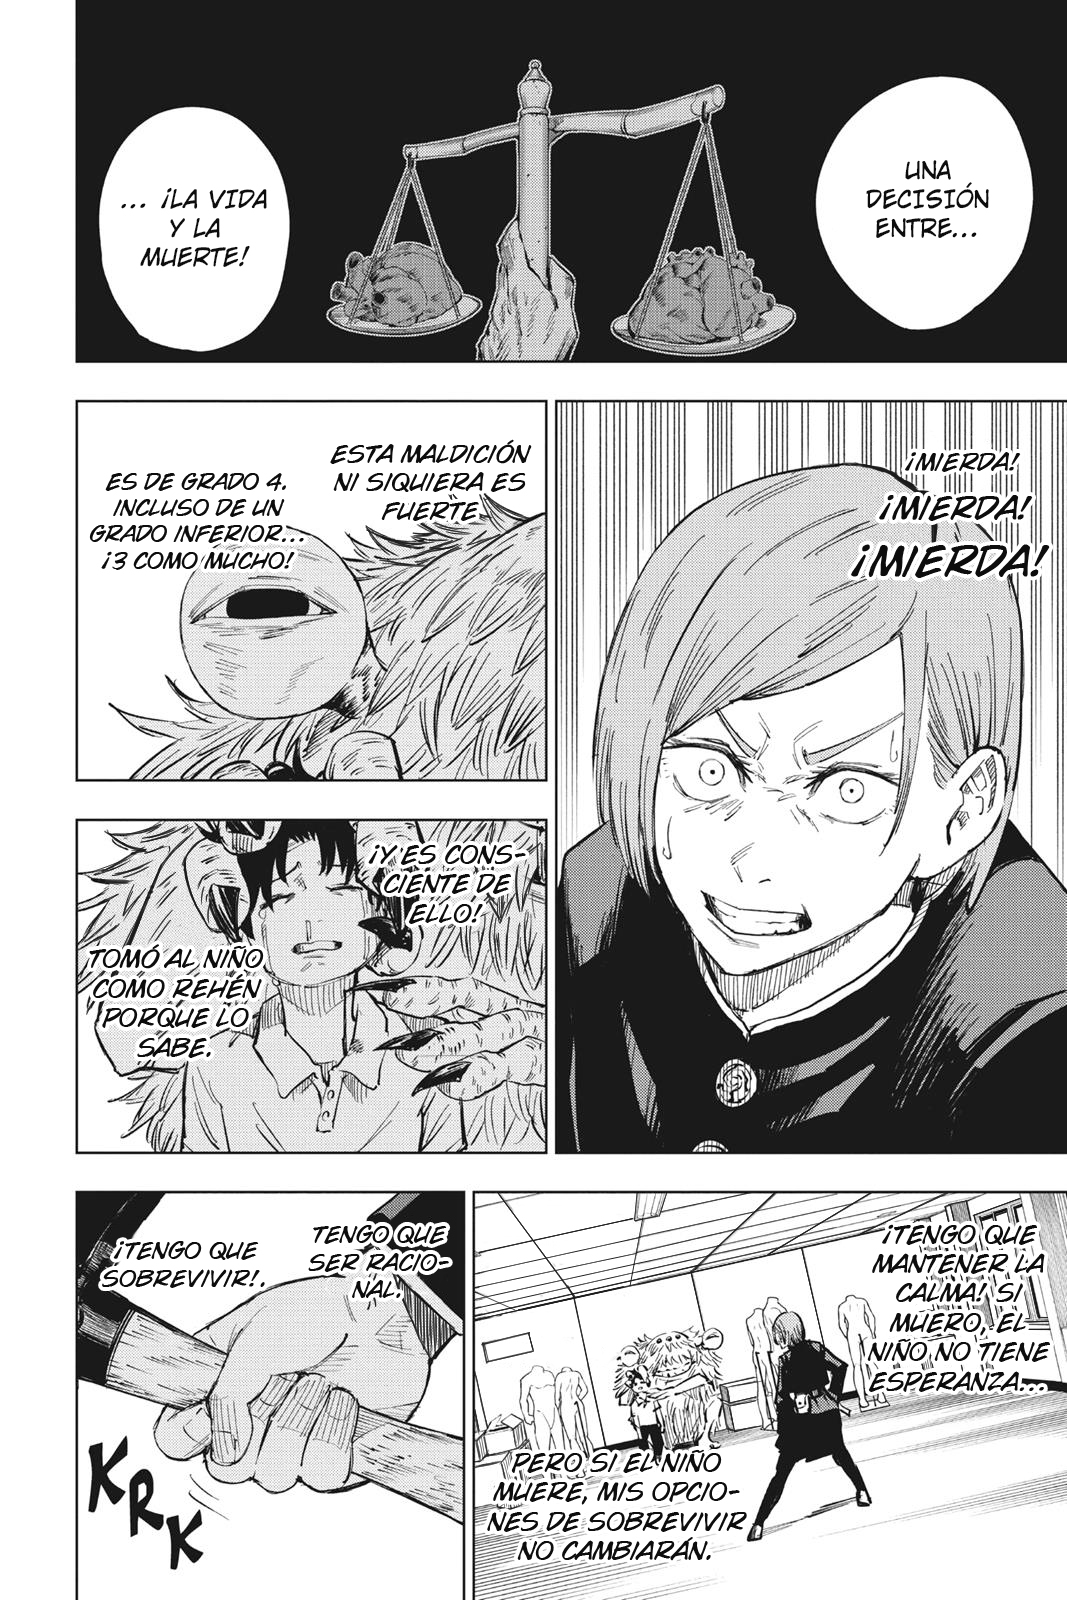 UNA
DECISIÓN
ENTRE...
... ¡LA VIDA
Y LA
MUERTE!
¡MIERDA!
¡MIERDA!
¡MIERDA!
ESTA MALDICIÓN
NI SIQUIERA ES
FUERTE.
ES DE GRADO 4.
INCLUSO DE UN
GRADO INFERIOR...
¡3 COMO MUCHO!
¡Y ES CONS-
CIENTE DE
ELLO!
TOMÓ AL NIÑO
COMO REHÉN
PORQUE LO
SABE.
¡TENGO QUE
MANTENER LA
CALMA! SI
MUERO, EL
NIÑO NO TIENE
ESPERANZA...
PERO SI EL NIÑO
MUERE, MIS OPCIO-
NES DE SOBREVIVIR
NO CAMBIARÁN.
TENGO QUE
SER RACIO-
NAL.
¡TENGO QUE
SOBREVIVIR!.
KRK